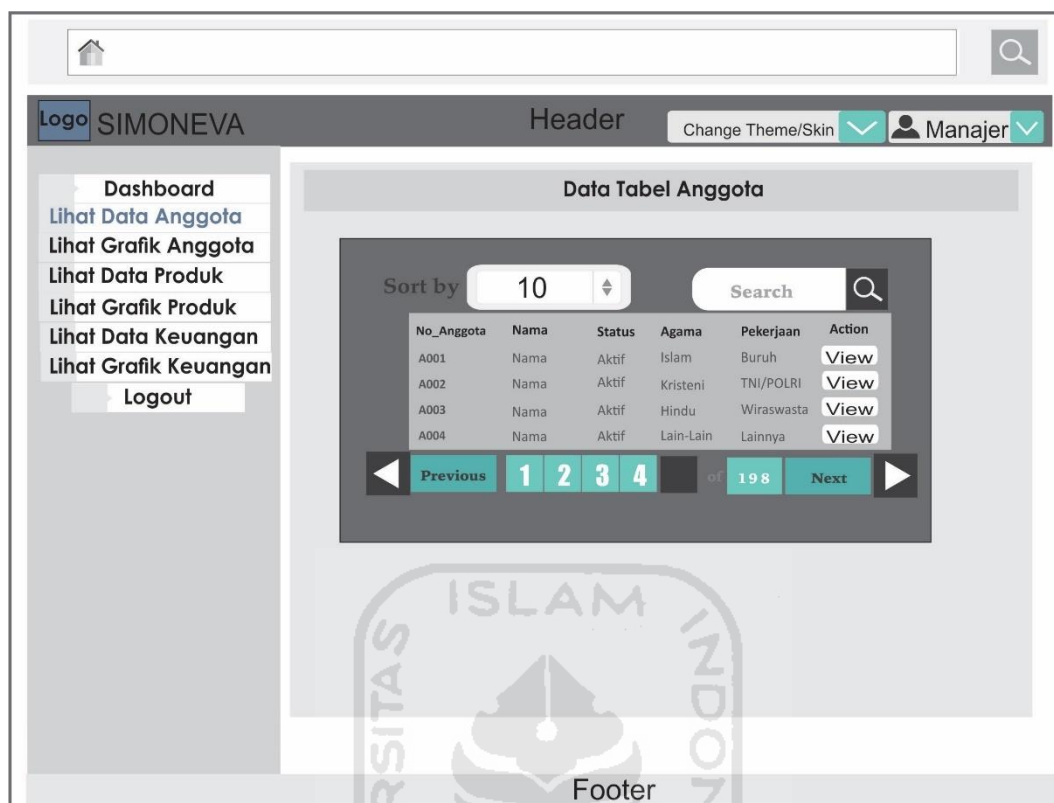 Logo SIMONEVA Header Change Theme/Skin Manajer
Dashboard
Lihat Data Anggota
Lihat Grafik Anggota
Lihat Data Produk
Lihat Grafik Produk
Lihat Data Keuangan
Lihat Grafik Keuangan
Logout
Data Tabel Anggota
Sort by 10 Search
No_Anggota Nama Status Agama Pekerjaan Action
A001 Nama Aktif Islam Buruh View
A002 Nama Aktif Kristeni TNI/POLRI View
A003 Nama Aktif Hindu Wiraswasta View
A004 Nama Aktif Lain-Lain Lainnya View
Previous 1 2 3 4 of 198 Next
ISLAM
RSITAS
INDON
Footer